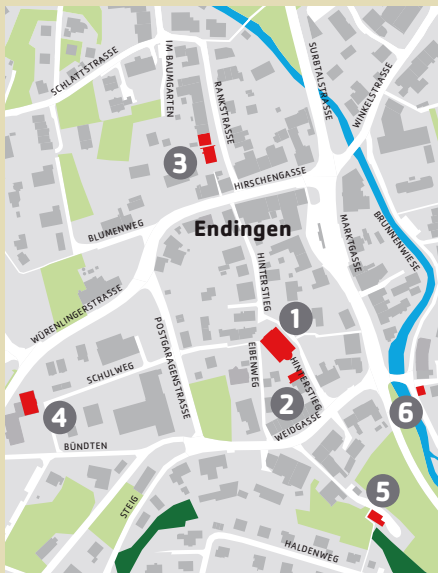 SCHLATTSTRASSE
IM BAUMGARTEN
RANKSTRASSE
SURBTALSTRASSE
WINKELSTRASSE
3
HIRSCHENGASSE
BLUMENWEG
Endingen
MARKTGASSE
BRUNNENWIESE
HINTERSTIEG
WÜRENLINGERSTRASSE
POSTGARAGENSTRASSE
1
EIBENWEG
HINTERSTIEG
SCHULWEG
2
4
6
WEIDGASSE
BÜNDTEN
STEIG
5
HALDENWEG